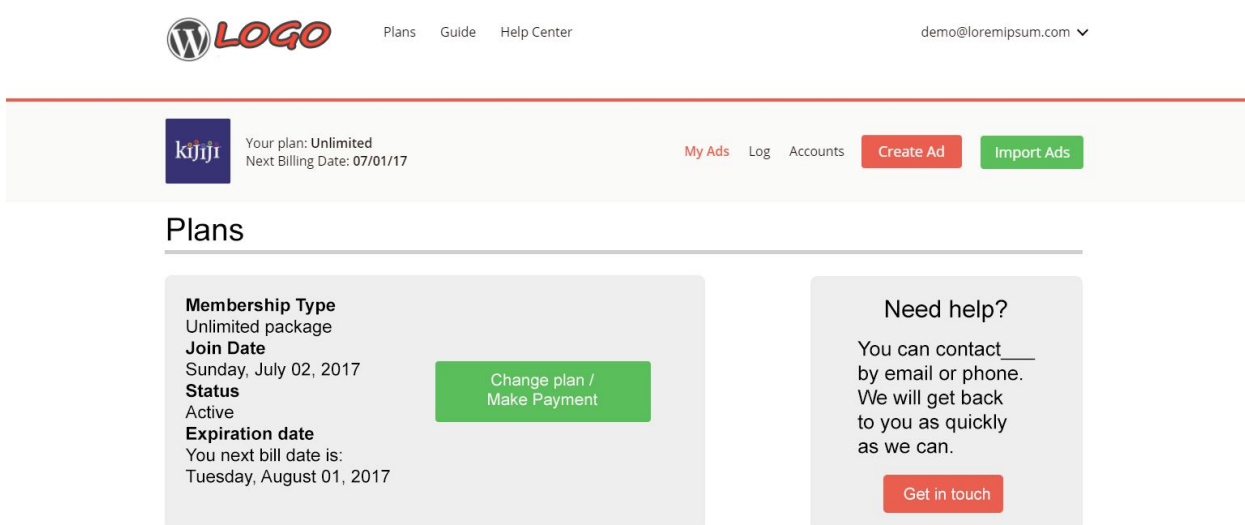 LOGO
Plans Guide Help Center
demo@loremipsum.com
kijiji
Your plan: Unlimited
Next Billing Date: 07/01/17
My Ads Log Accounts Create Ad Import Ads
Plans
Membership Type
Unlimited package
Join Date
Sunday, July 02, 2017
Status
Active
Expiration date
You next bill date is:
Tuesday, August 01, 2017
Change plan /
Make Payment
Need help?
You can contact___
by email or phone.
We will get back
to you as quickly
as we can.
Get in touch